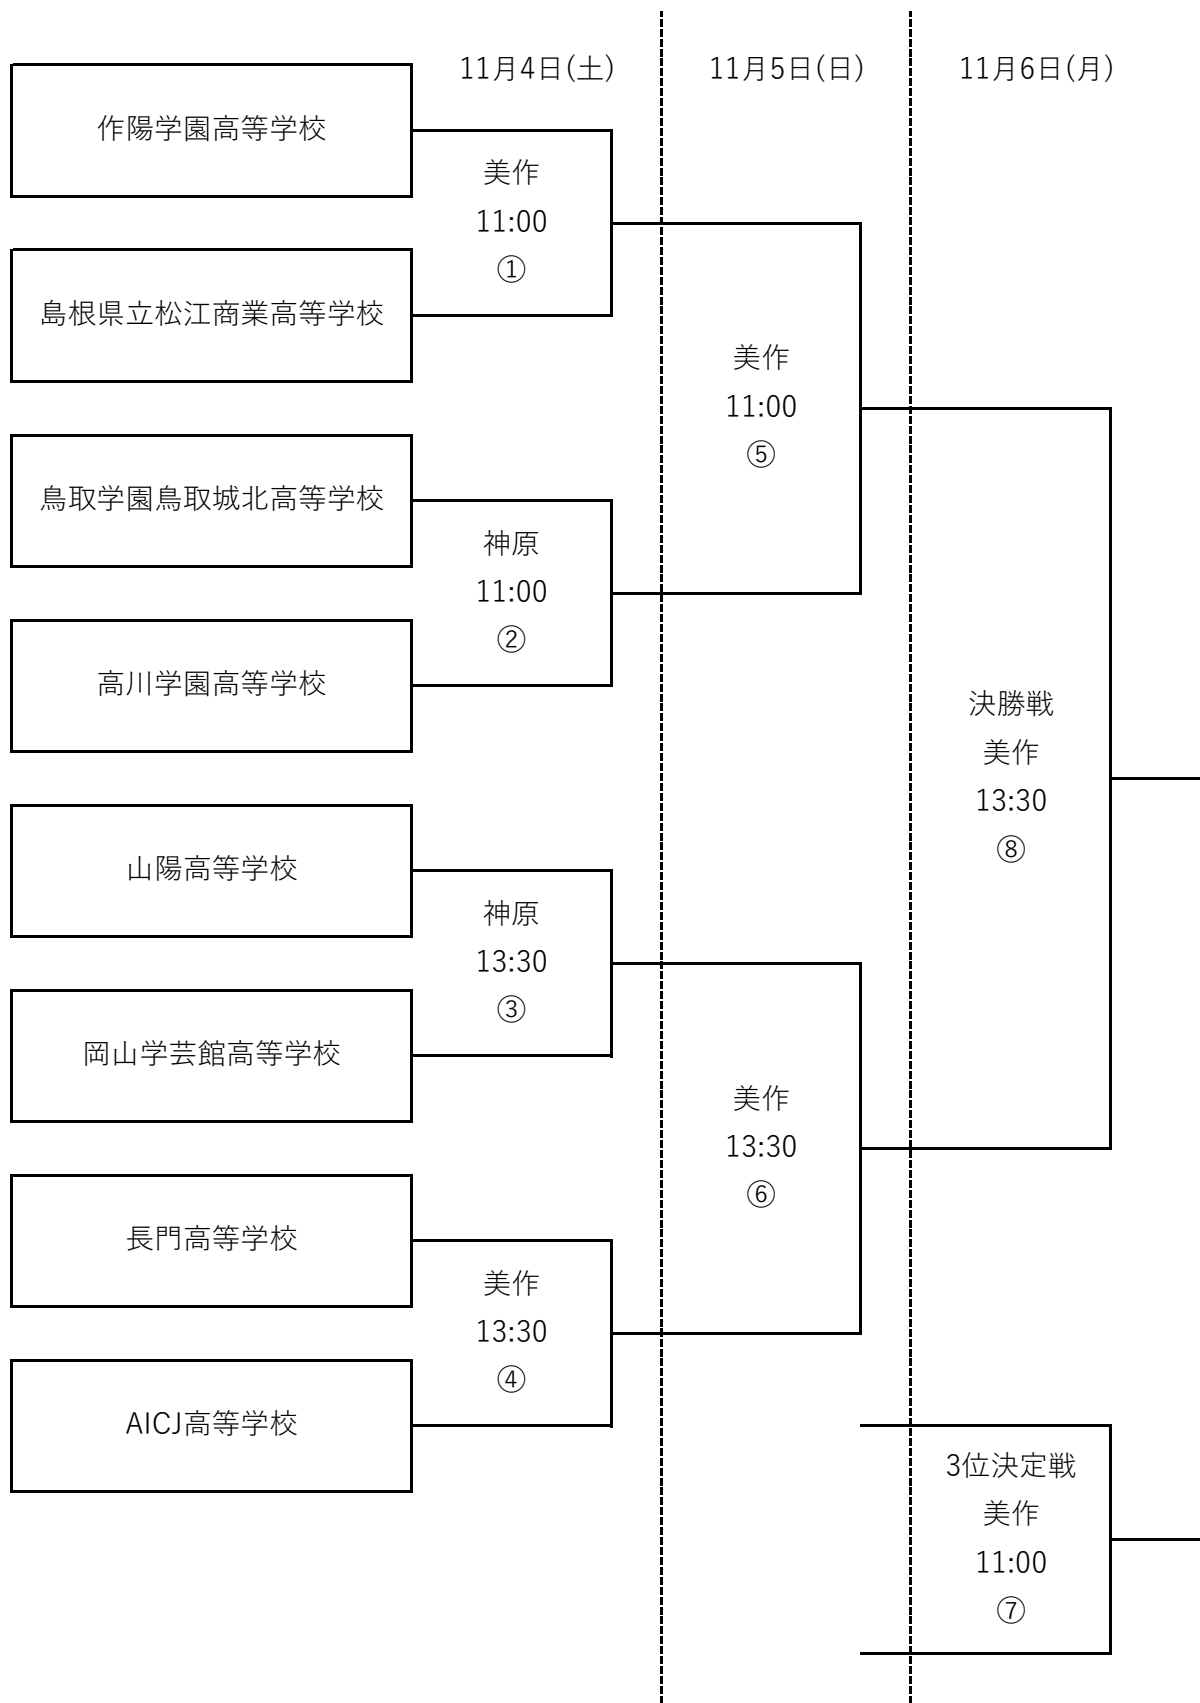 11月4日(土)
11月5日(日)
11月6日(月)
作陽学園高等学校
美作
11:00
①
島根県立松江商業高等学校
鳥取学園鳥取城北高等学校
神原
11:00
②
高川学園高等学校
美作
11:00
⑤
山陽高等学校
神原
13:30
③
岡山学芸館高等学校
長門高等学校
美作
13:30
④
AICJ高等学校
美作
13:30
⑥
決勝戦
美作
13:30
⑧
3位決定戦
美作
11:00
⑦